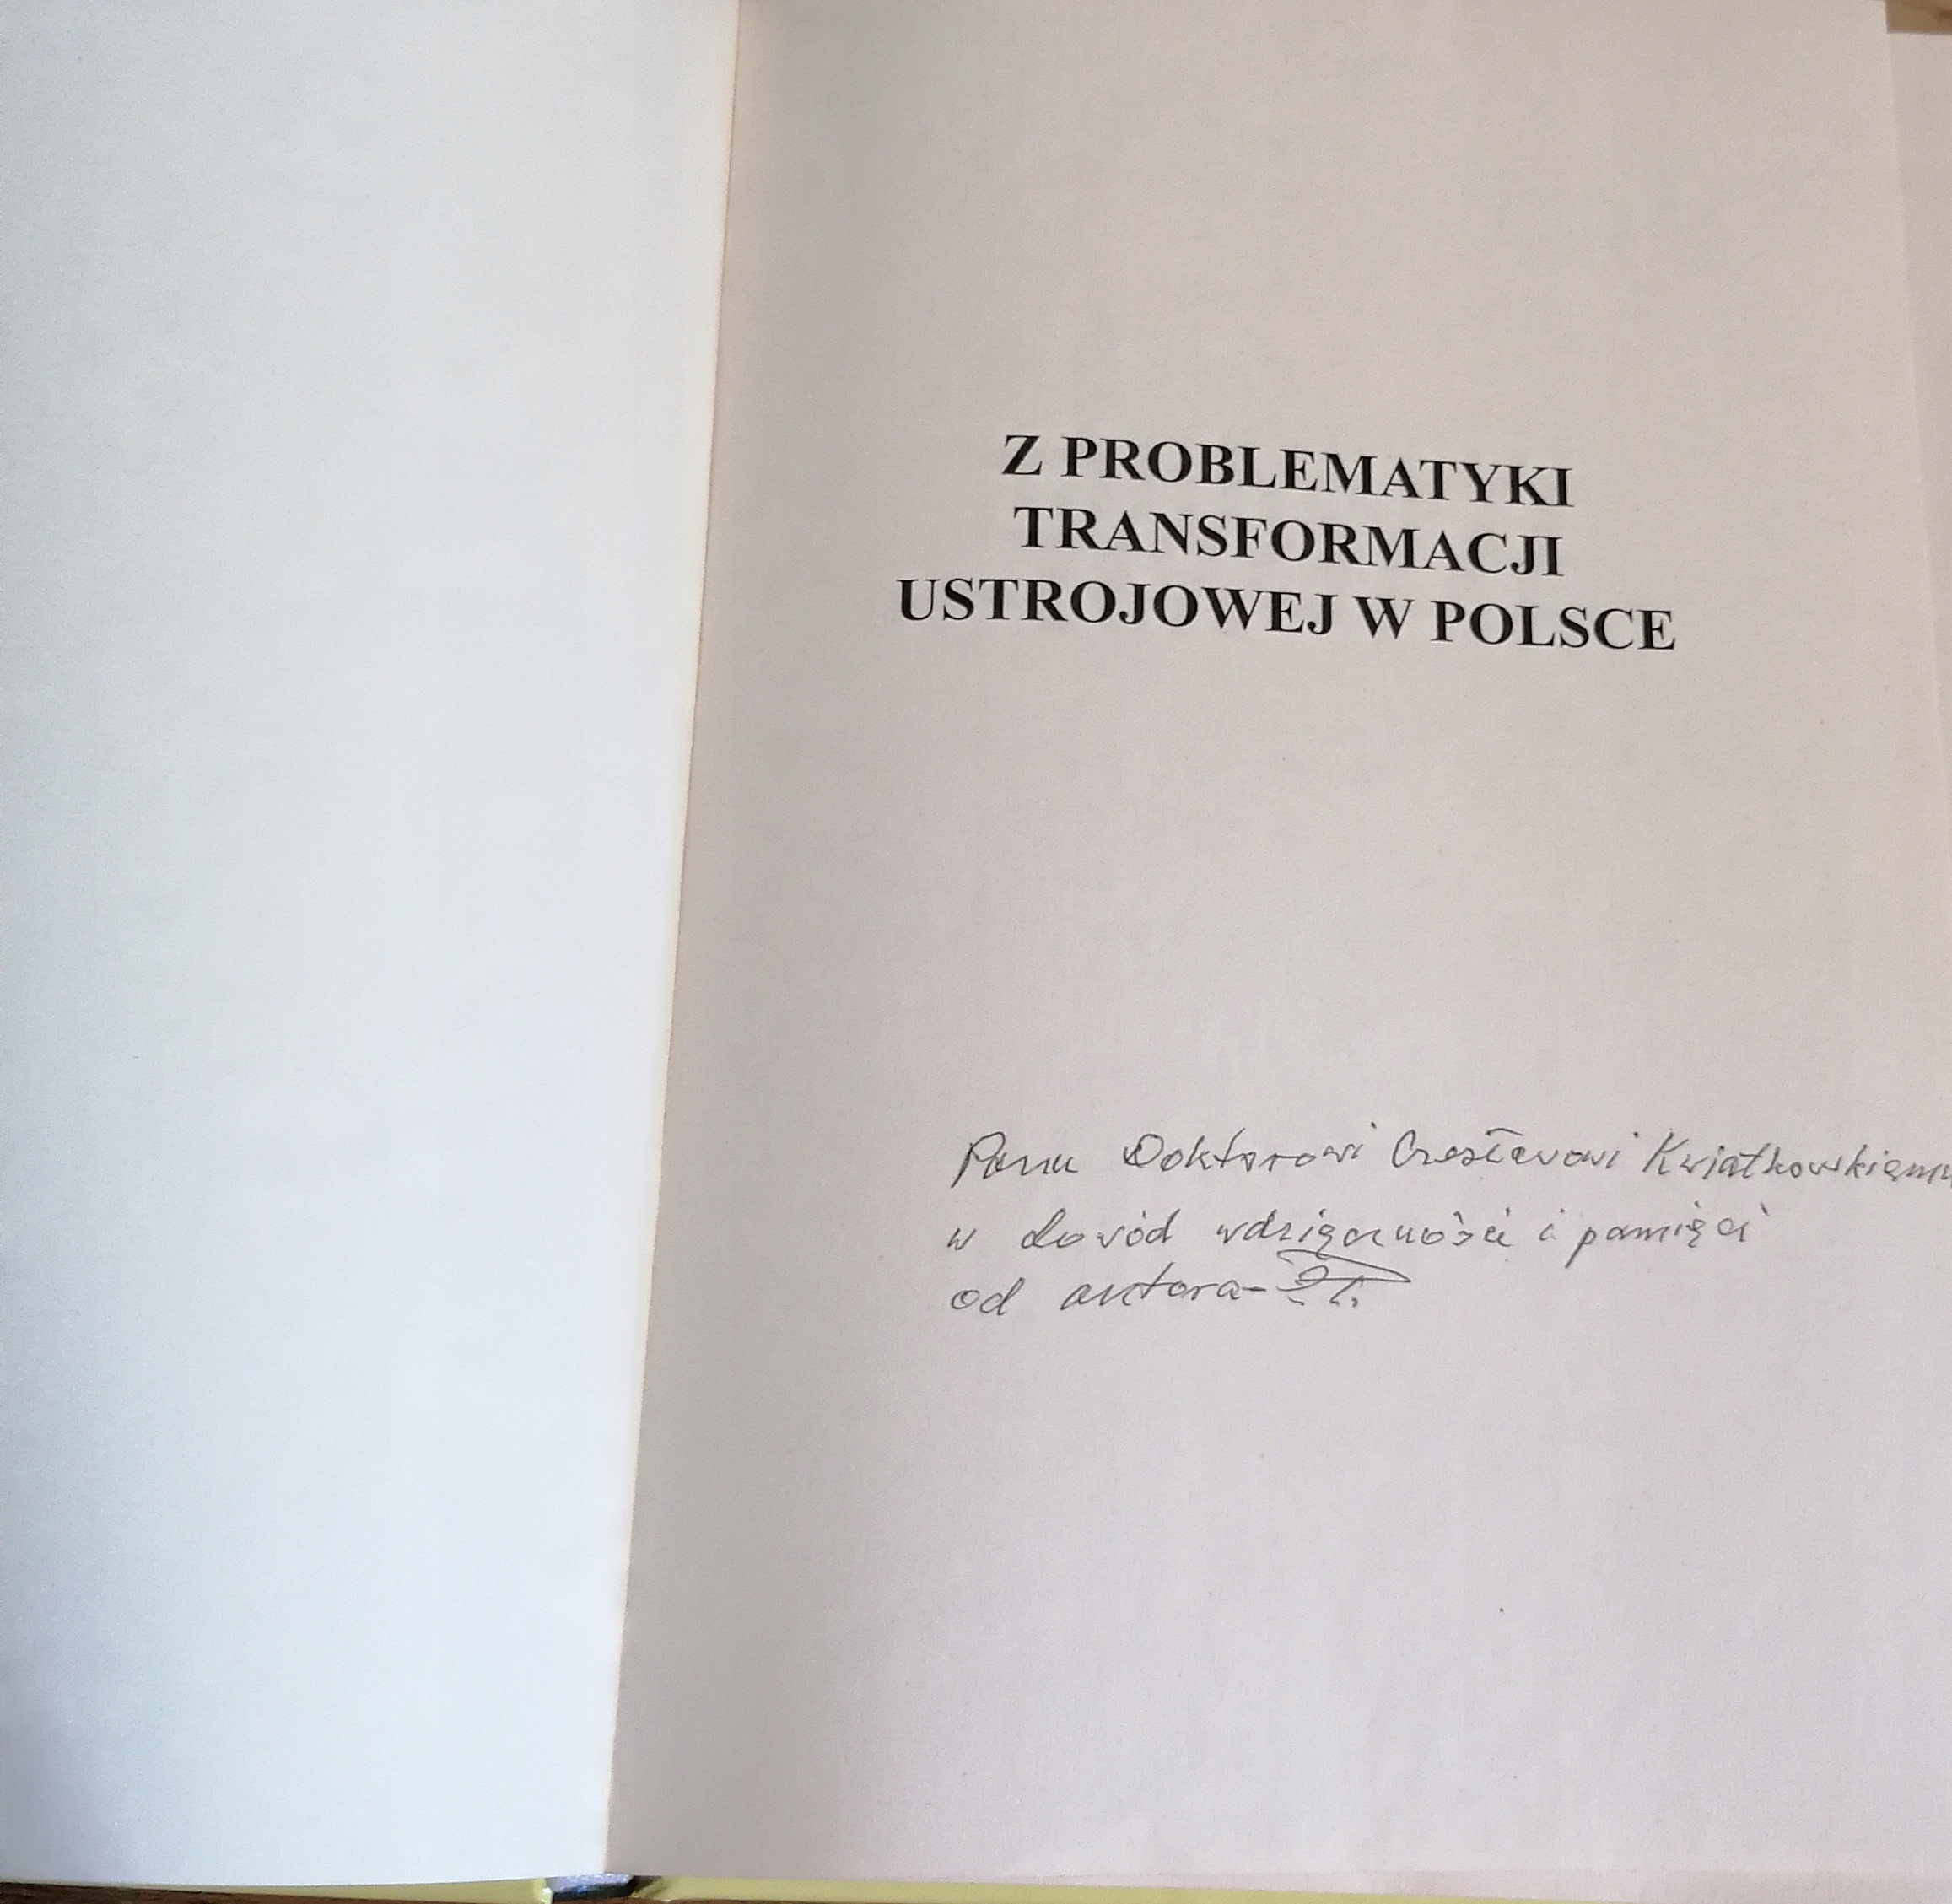 Z PROBLEMATYKI
TRANSFORMACJI
USTROJOWEJ W POLSCE
Panu Doktorowi Czesławowi Kwiatkowskiemu
w dowód wdzięczności i pamięci
od autora-